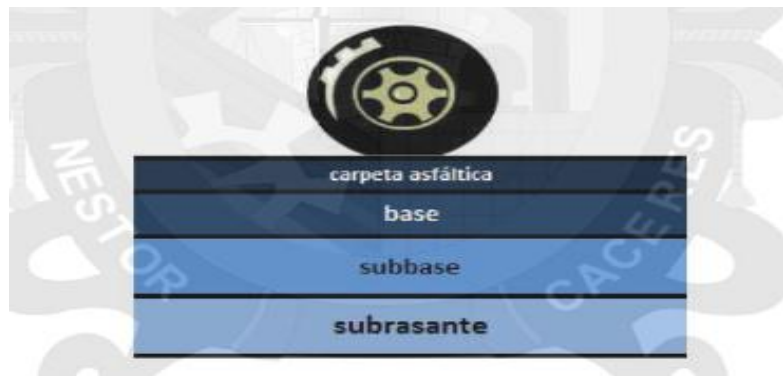 carpeta asfáltica
base
subbase
subrasante
NESTOR
CACERES